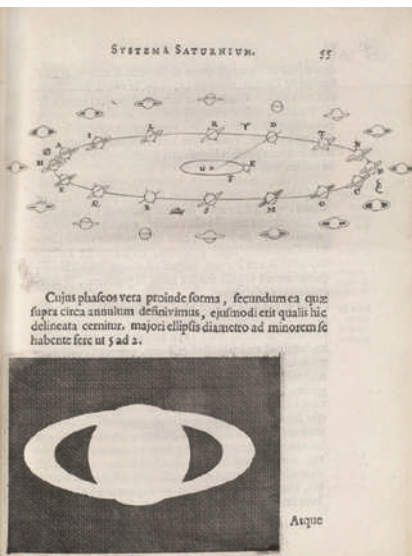 SYSTEMA SATURNIUM. 55
Cujus phaseos vera proinde forma, secundum ea quæ
supra circa annulum definivimus, ejusmodi erit qualis hic
delineata cernitur, majori ellipsis diametro ad minorem se
habente fere ut 5 ad 2.
Atque